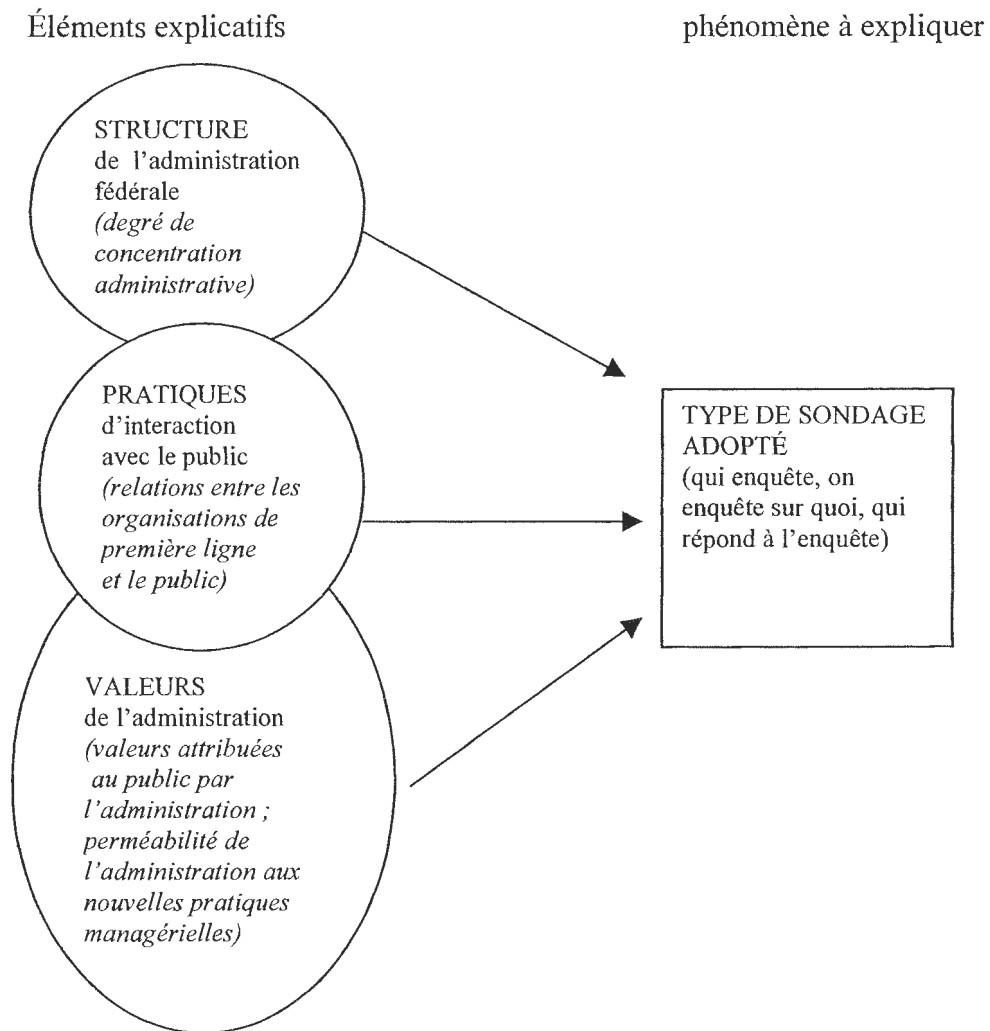 Éléments explicatifs
phénomène à expliquer
STRUCTURE
de l'administration
fédérale
(degré de
concentration
administrative)
PRATIQUES
d'interaction
avec le public
(relations entre les
organisations de
première ligne
et le public)
VALEURS
de l'administration
(valeurs attribuées
au public par
l'administration ;
perméabilité de
l'administration aux
nouvelles pratiques
managérielles)
TYPE DE SONDAGE
ADOPTÉ
(qui enquête, on
enquête sur quoi, qui
répond à l'enquête)